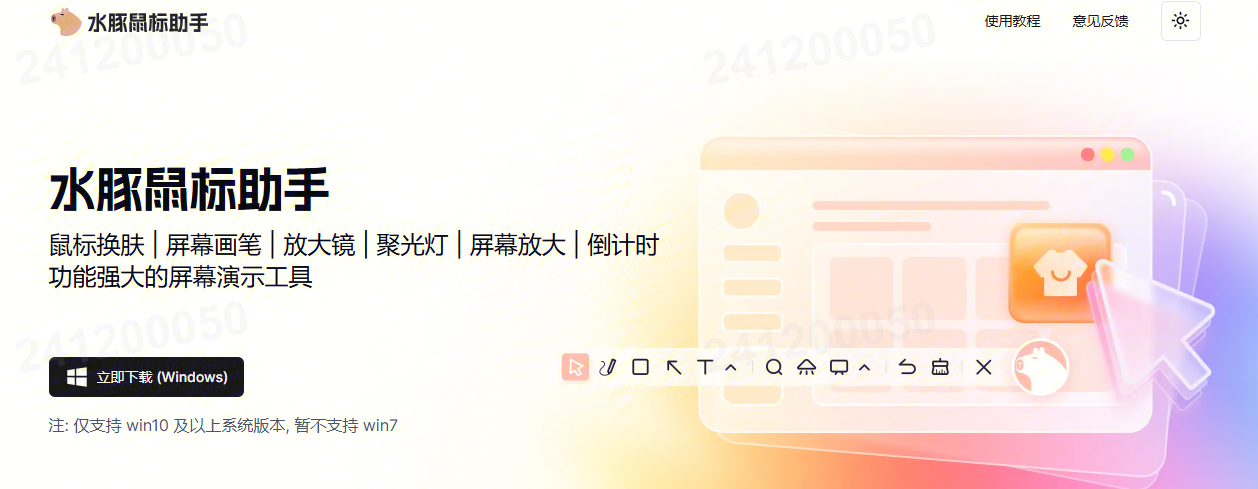 水豚鼠标助手
使用教程
意见反馈
241200050
241200050
水豚鼠标助手
鼠标换肤 | 屏幕画笔 | 放大镜 | 聚光灯 | 屏幕放大 | 倒计时
功能强大的屏幕演示工具
241200050
241200050
立即下载 (Windows)
注: 仅支持 win10 及以上系统版本, 暂不支持 win7